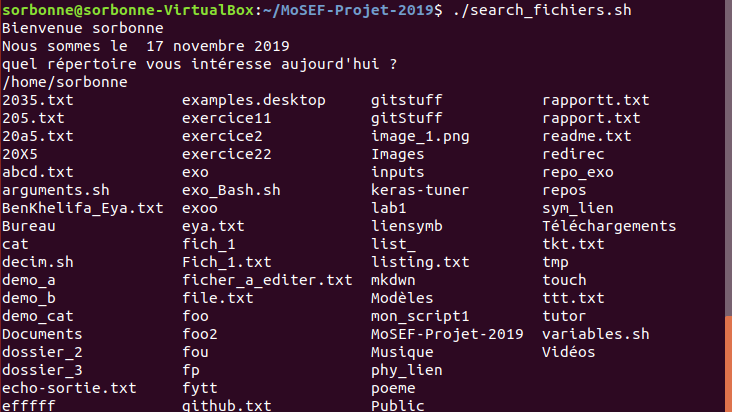 sorbonne@sorbonne-VirtualBox:~/MoSEF-Projet-2019$ ./search_fichiers.sh
Bienvenue sorbonne
Nous sommes le  17 novembre 2019
quel répertoire vous intéresse aujourd'hui ?
/home/sorbonne
2035.txt examples.desktop gitstuff rapportt.txt
205.txt exercice11 gitStuff rapport.txt
20a5.txt exercice2 image_1.png readme.txt
20X5 exercice22 Images redirec
abcd.txt exo inputs repo_exo
arguments.sh exo_Bash.sh keras-tuner repos
BenKhelifa_Eya.txt exoo lab1 sym_lien
Bureau eya.txt liensymb Téléchargements
cat fich_1 list_ tkt.txt
decim.sh Fich_1.txt listing.txt tmp
demo_a ficher_a_editer.txt mkdwn touch
demo_b file.txt Modèles ttt.txt
demo_cat foo mon_script1 tutor
Documents foo2 MoSEF-Projet-2019 variables.sh
dossier_2 fou Musique Vidéos
dossier_3 fp phy_lien
echo-sortie.txt fytt poeme
efffff github.txt Public